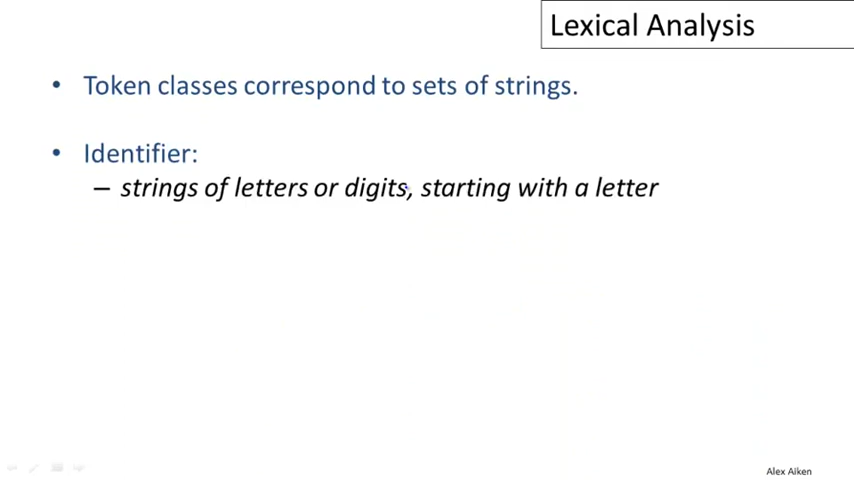 Lexical Analysis
• Token classes correspond to sets of strings.
• Identifier:
– strings of letters or digits, starting with a letter
Alex Aiken